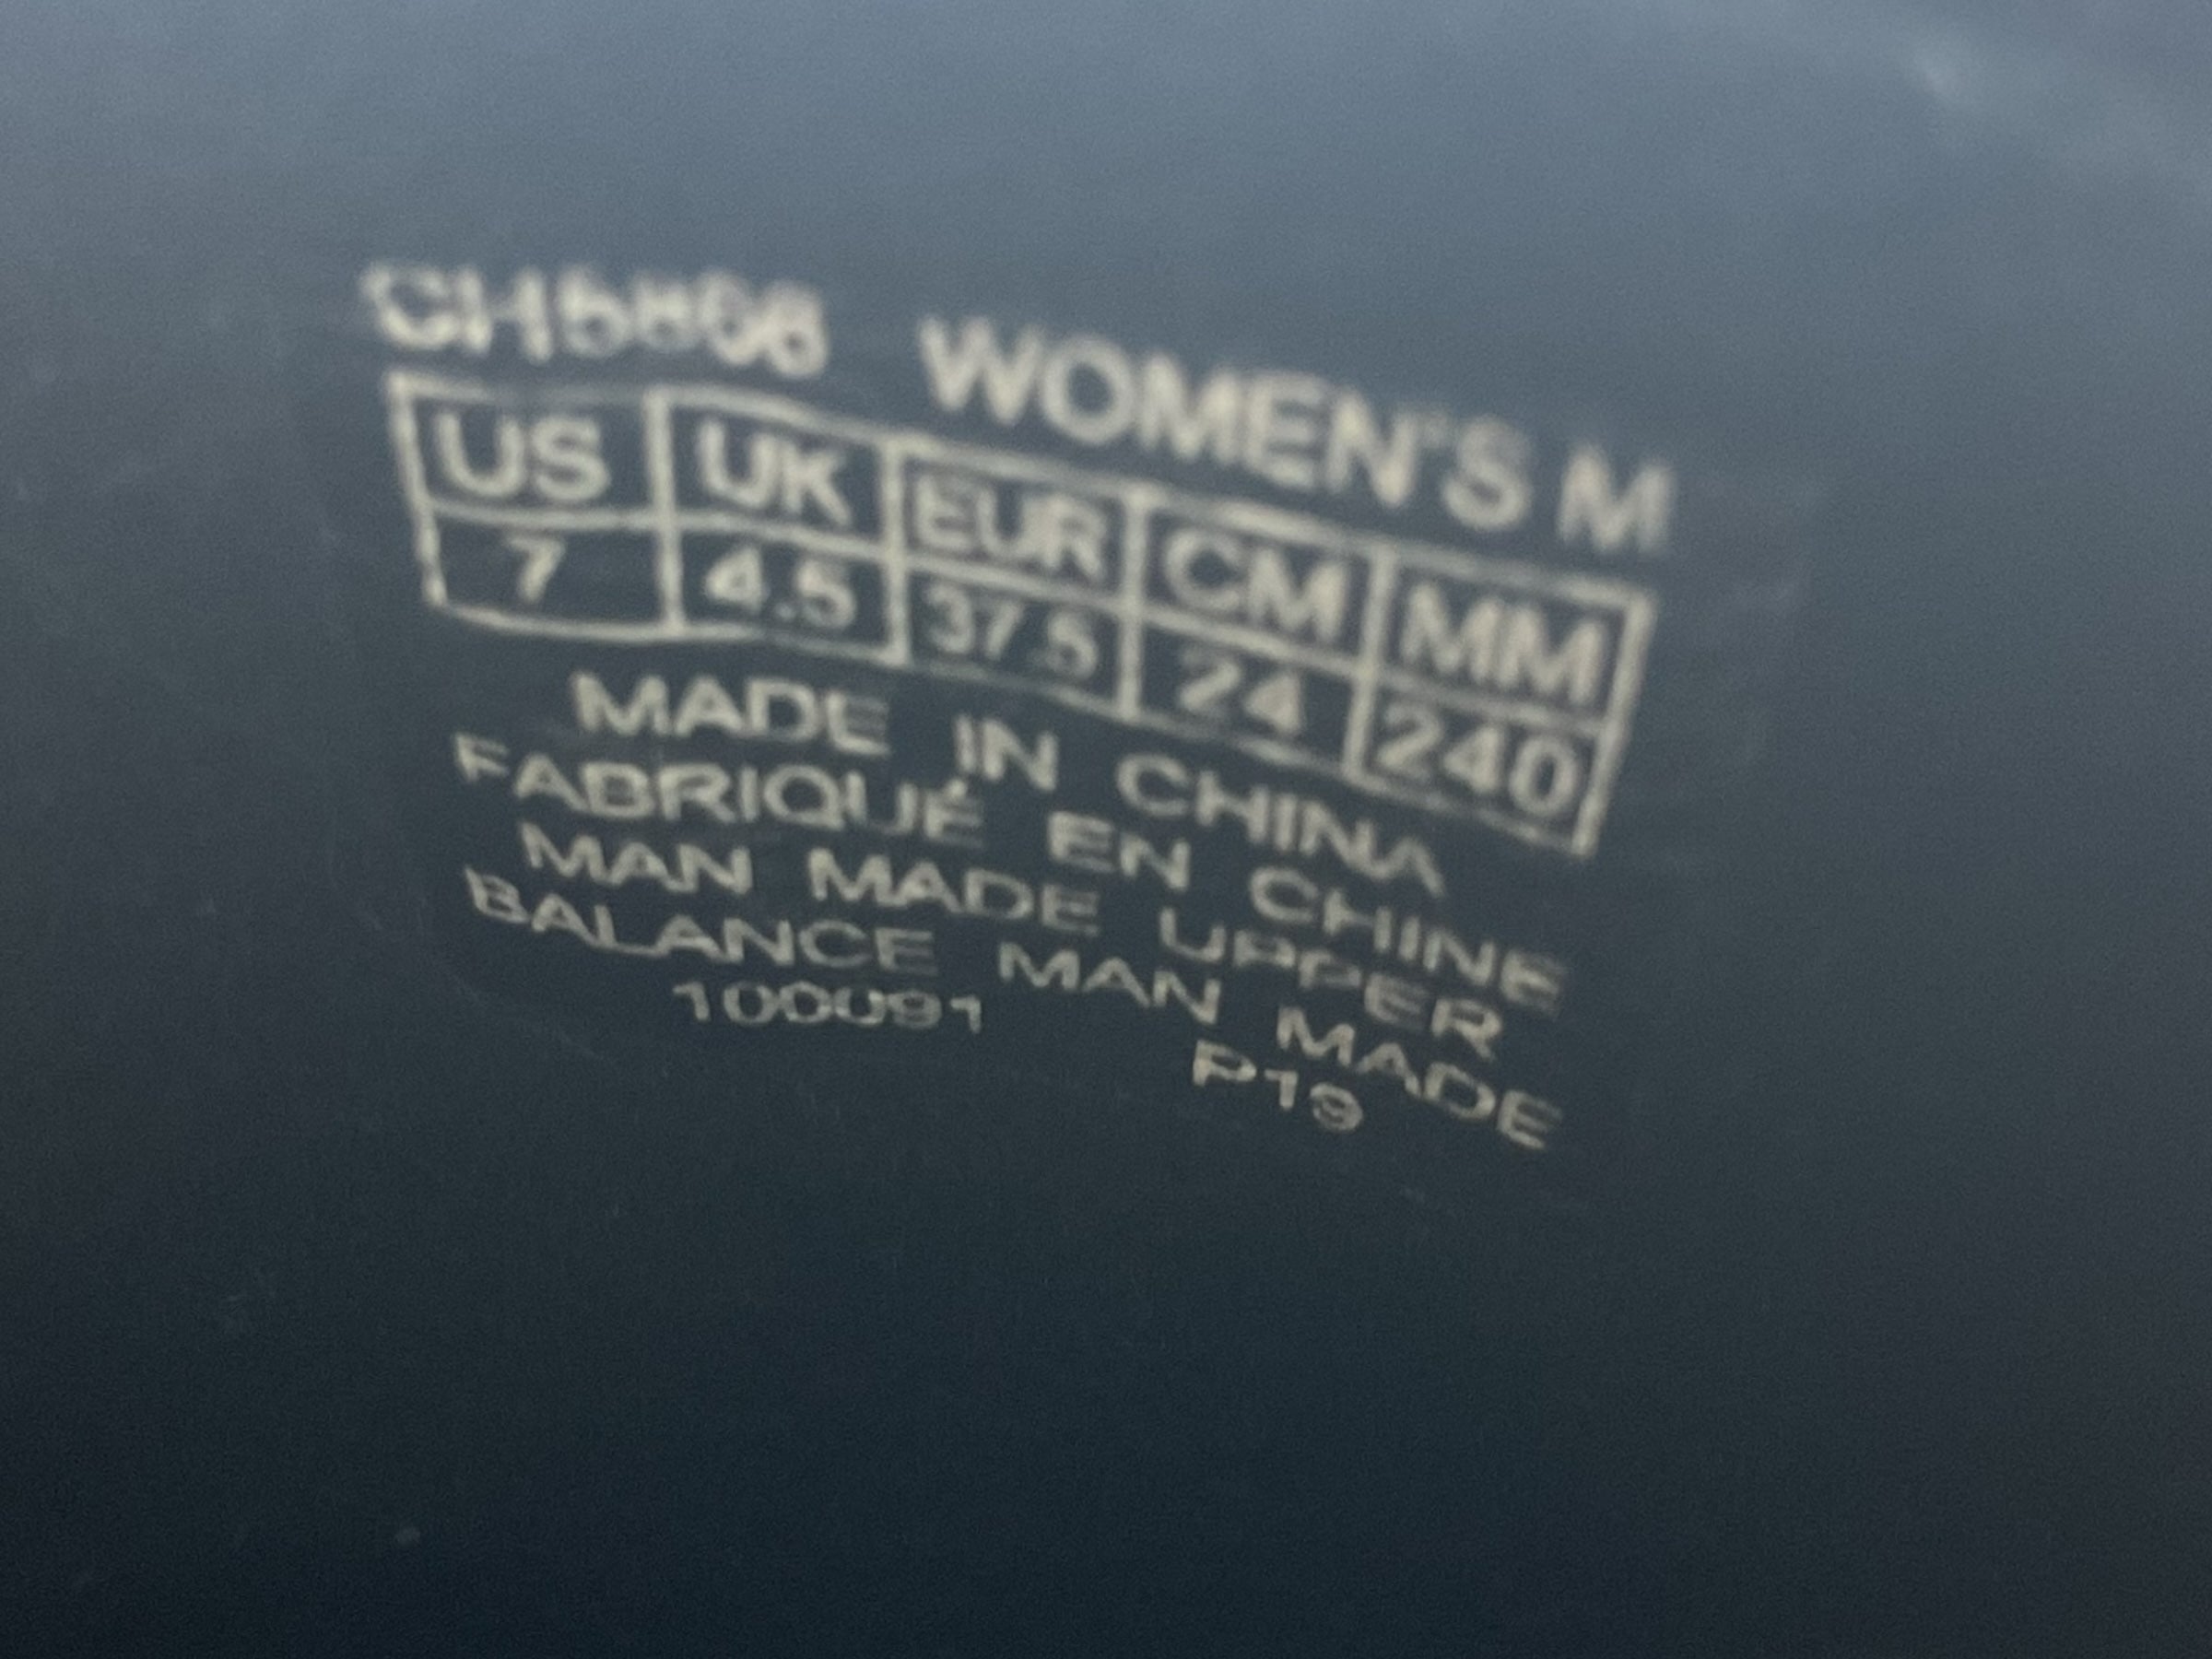 WOMEN'S M
US UK EUR CM MM
7 4.5 37.5 24 240
MADE IN CHINA
FABRIQUÉ EN CHINE
MAN MADE UPPER
BALANCE MAN MADE
100091 P19